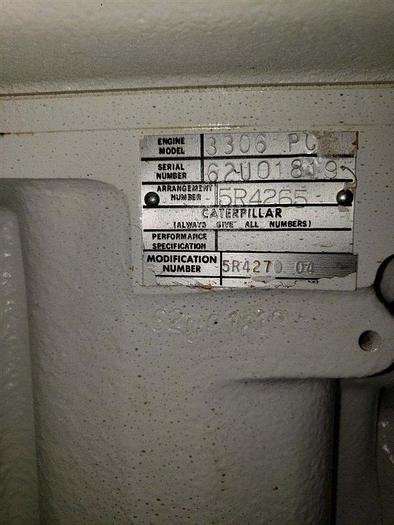 ENGINE MODEL 3306 PC
SERIAL NUMBER 62U01819
ARRANGEMENT NUMBER 5R4265
CATERPILLAR
(ALWAYS GIVE ALL NUMBERS)
PERFORMANCE SPECIFICATION
MODIFICATION NUMBER 5R4270 04